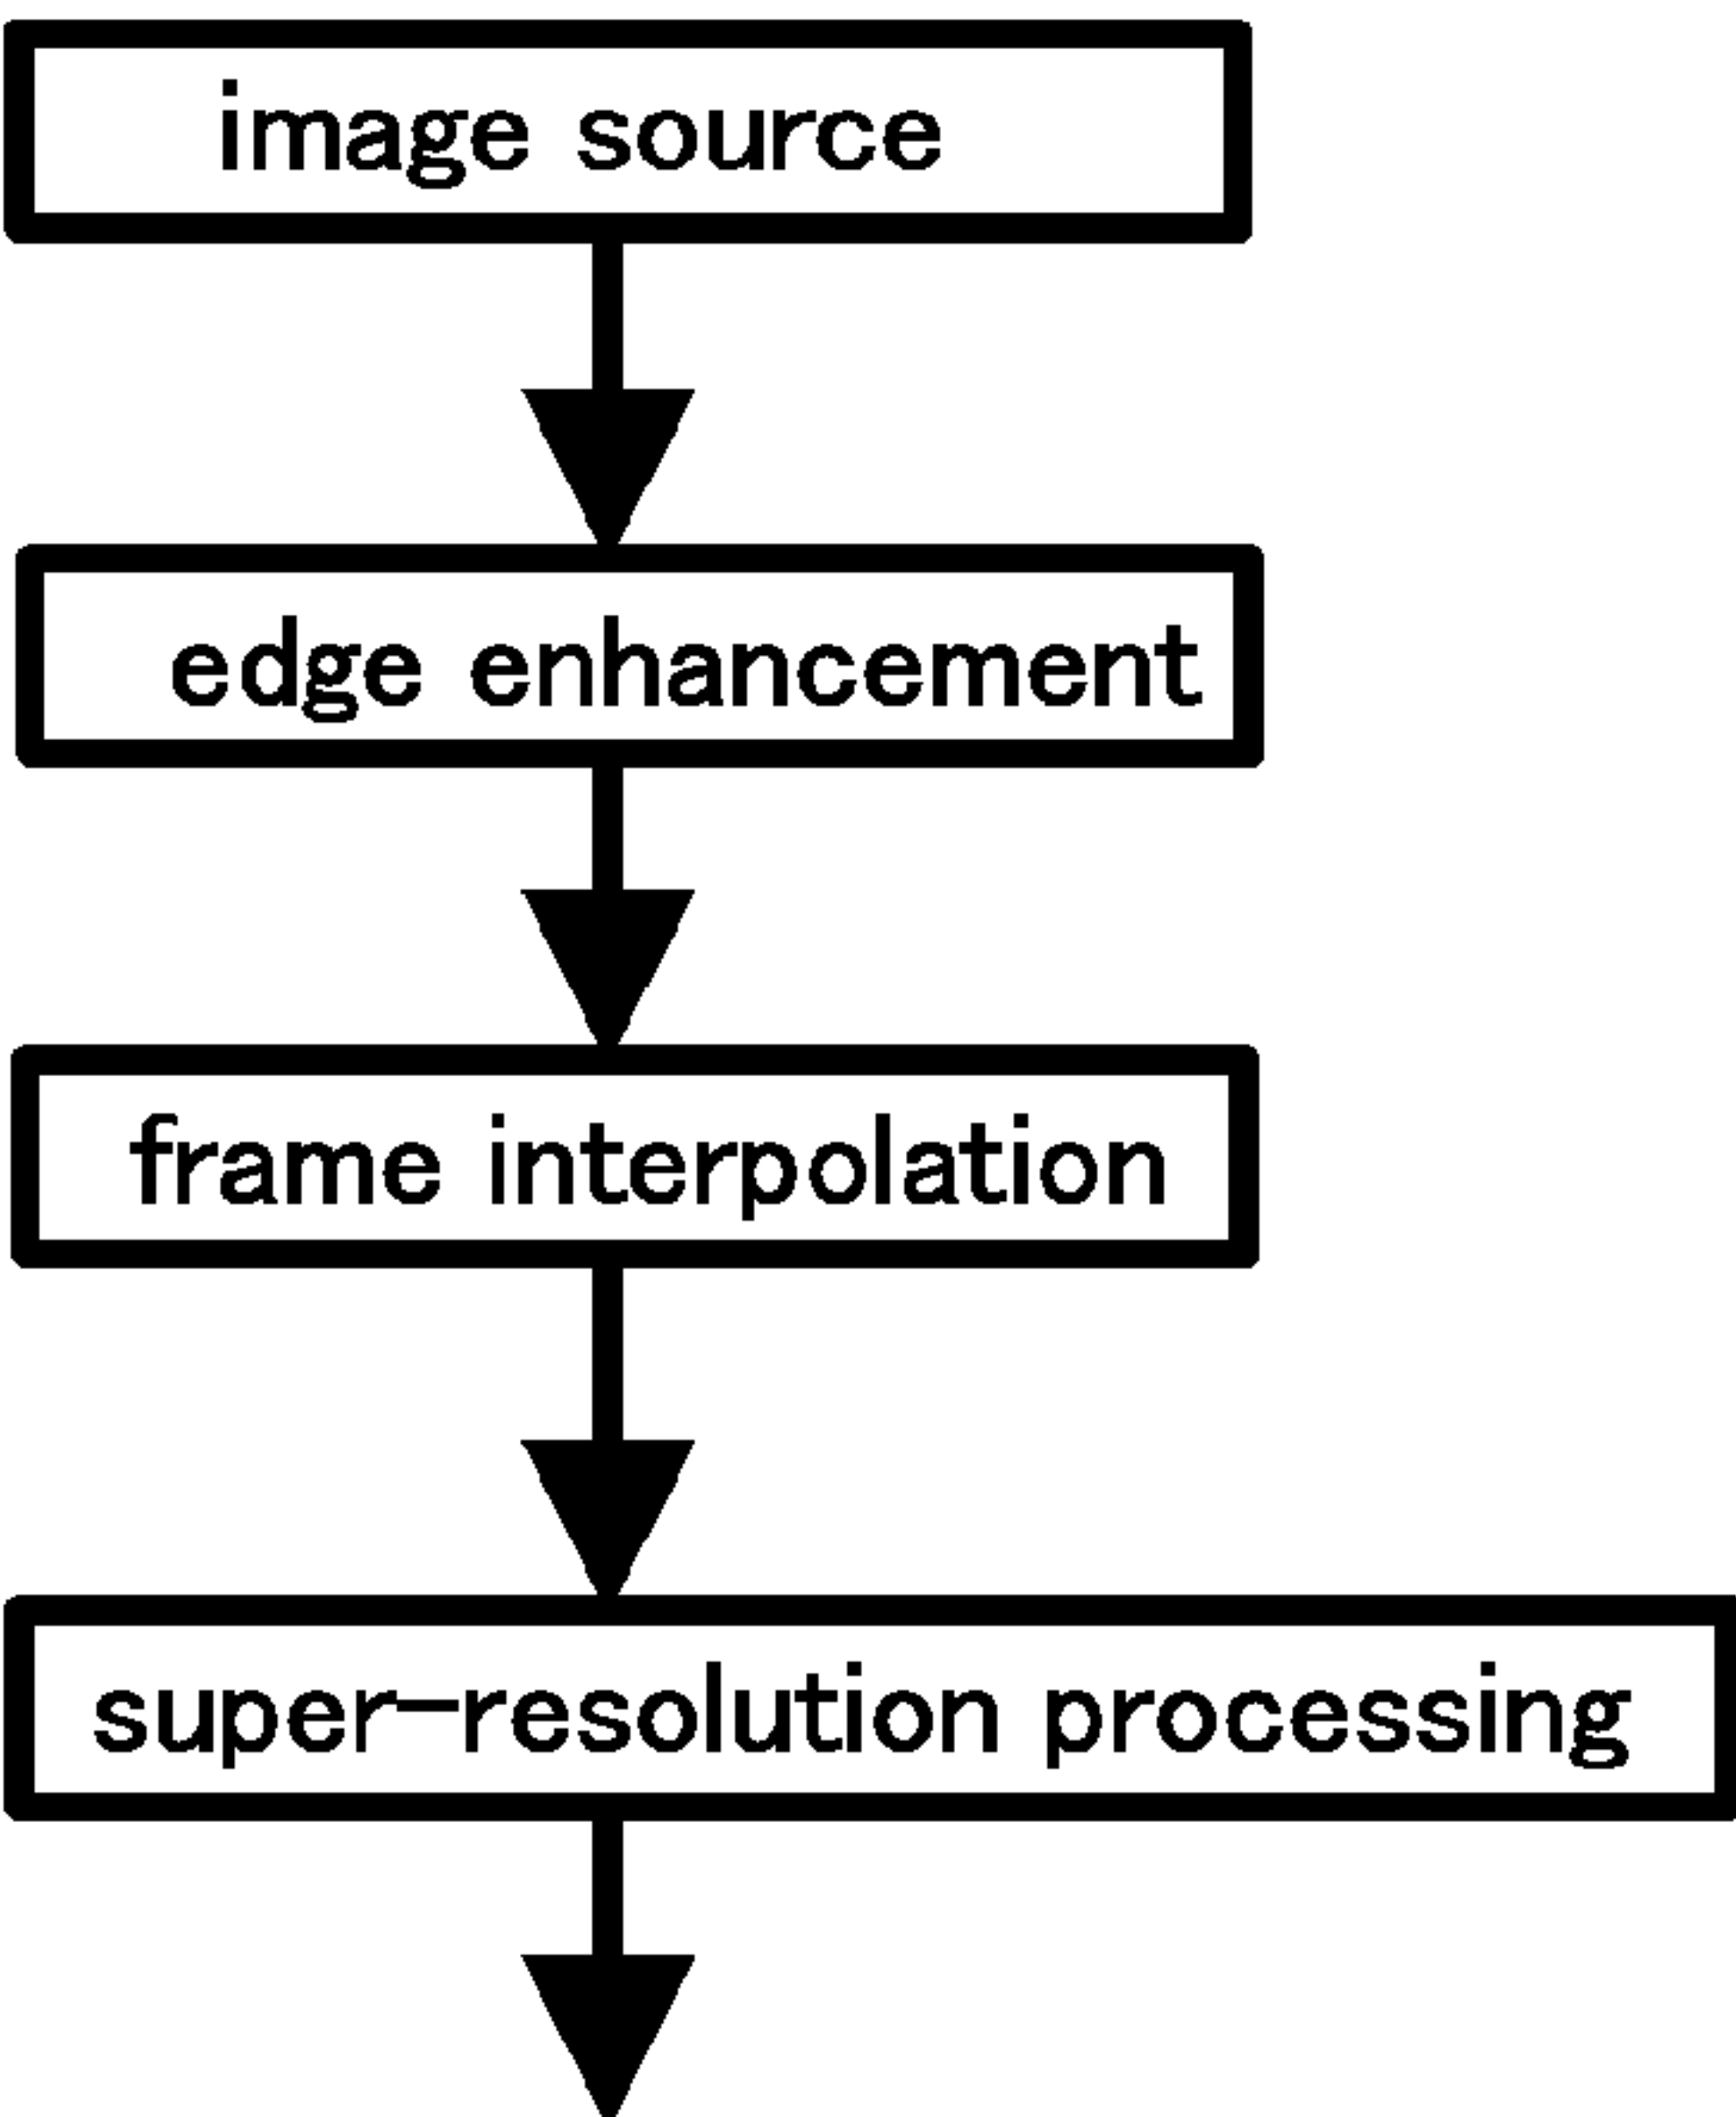 image source
edge enhancement
frame interpolation
super-resolution processing